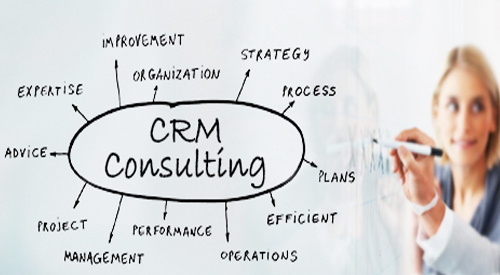 IMPROVEMENT
STRATEGY
ORGANIZATION
EXPERTISE
PROCESS
CRM
Consulting
ADVICE
PLANS
PROJECT
EFFICIENT
PERFORMANCE
MANAGEMENT
OPERATIONS